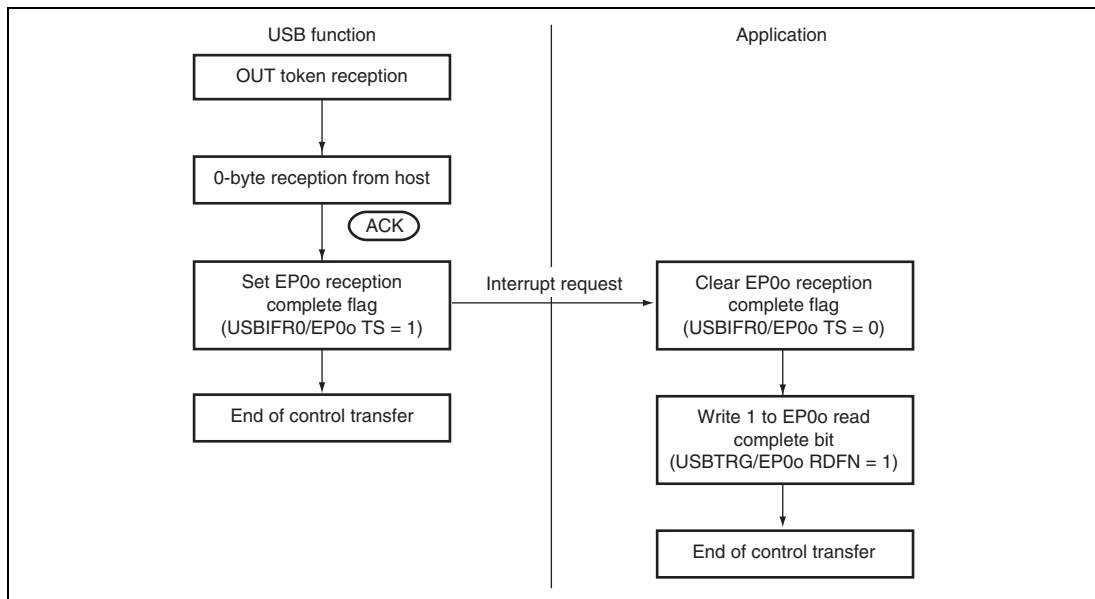 USB function
Application
OUT token reception
0-byte reception from host
ACK
Set EP0o reception
complete flag
(USBIFR0/EP0o TS = 1)
Interrupt request
Clear EP0o reception
complete flag
(USBIFR0/EP0o TS = 0)
End of control transfer
Write 1 to EP0o read
complete bit
(USBTRG/EP0o RDFN = 1)
End of control transfer